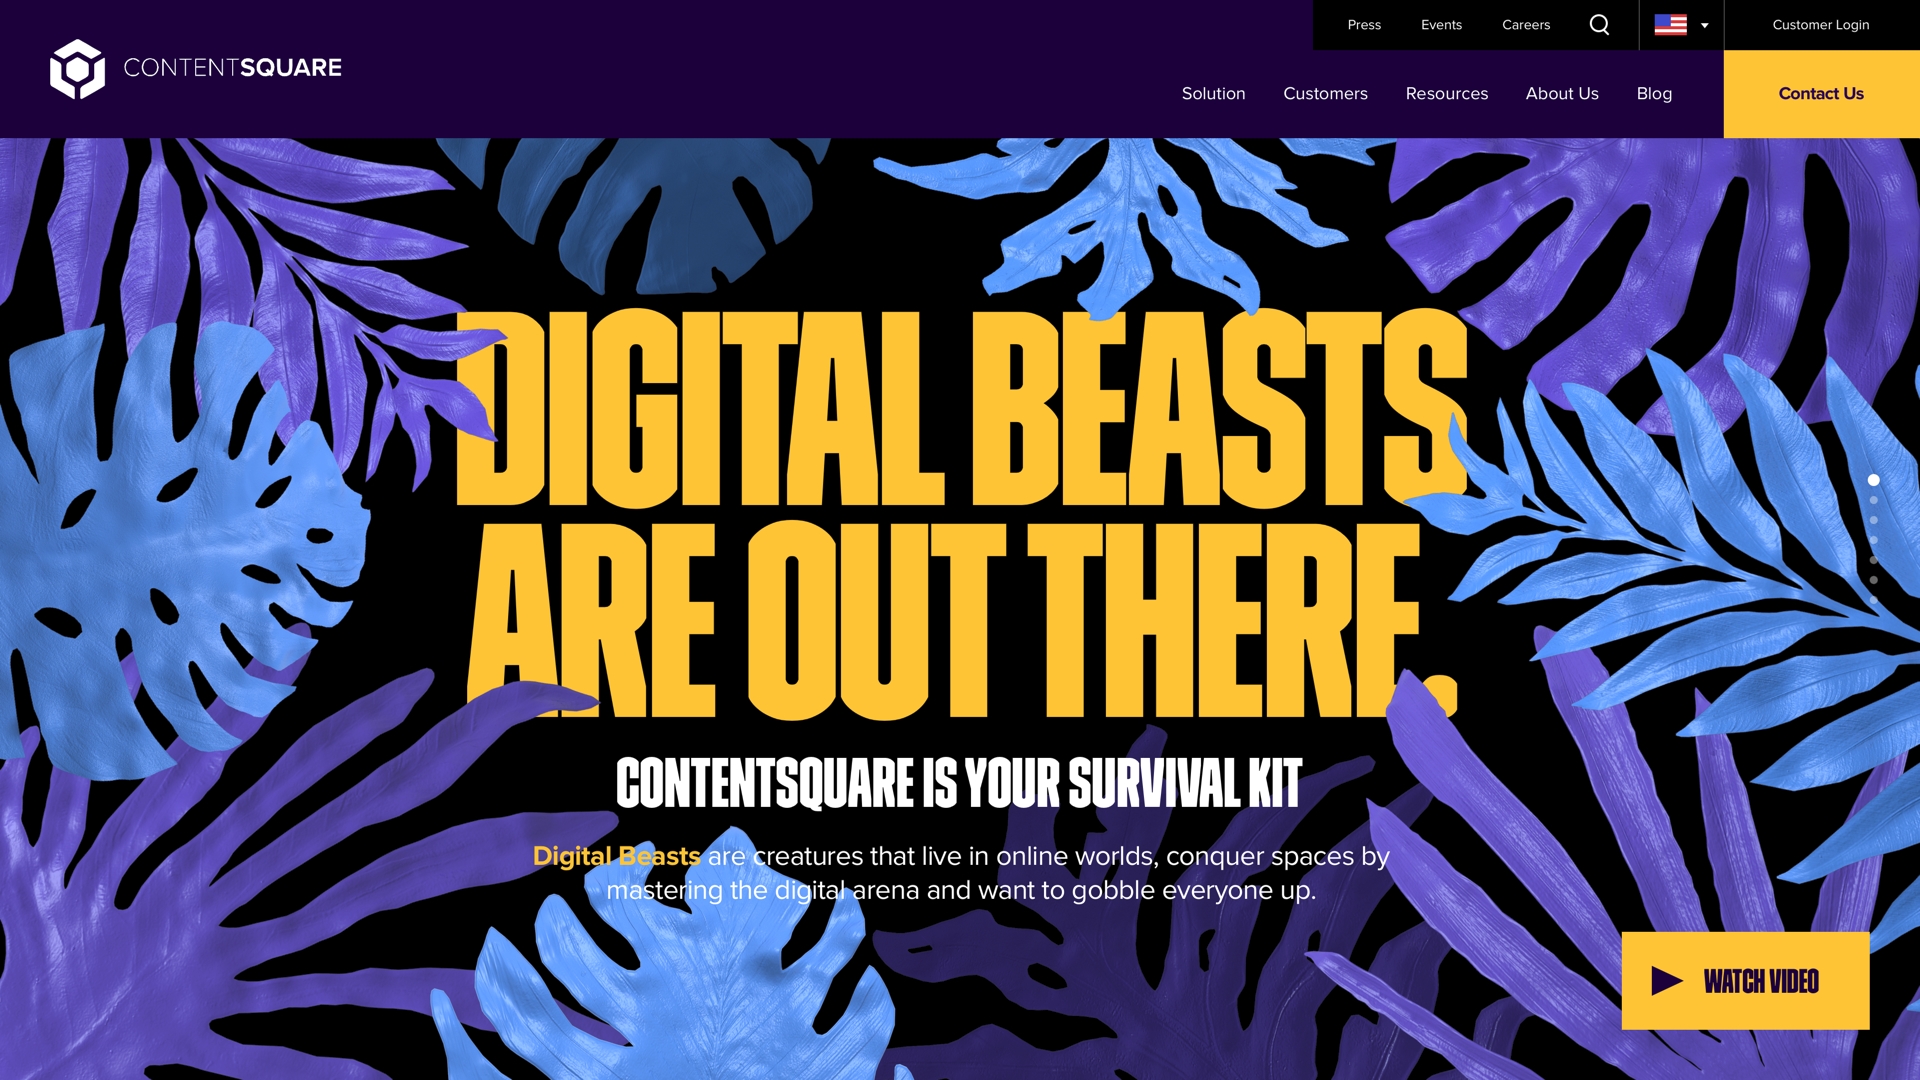 Press
Events
Careers
Customer Login
CONTENTSQUARE
Solution
Customers
Resources
About Us
Blog
Contact Us
DIGITAL BEASTS
ARE OUT THERE.
CONTENTSQUARE IS YOUR SURVIVAL KIT
Digital Beasts are creatures that live in online worlds, conquer spaces by
mastering the digital arena and want to gobble everyone up.
WATCH VIDEO